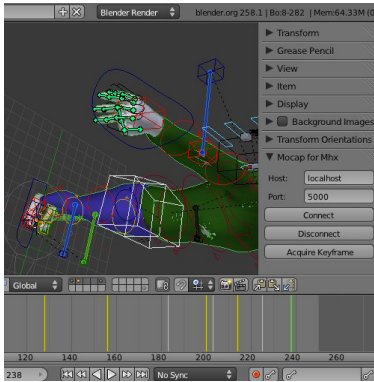 Blender Render
blender.org 258.1 | Bo:8-282 | Mem:64.33M (0
Transform
Grease Pencil
View
Item
Display
Background Images
Transform Orientations
Mocap for Mhx
Host: localhost
Port: 5000
Connect
Disconnect
Acquire Keyframe
Global
120 140 160 180 200 220 240 260
238
No Sync